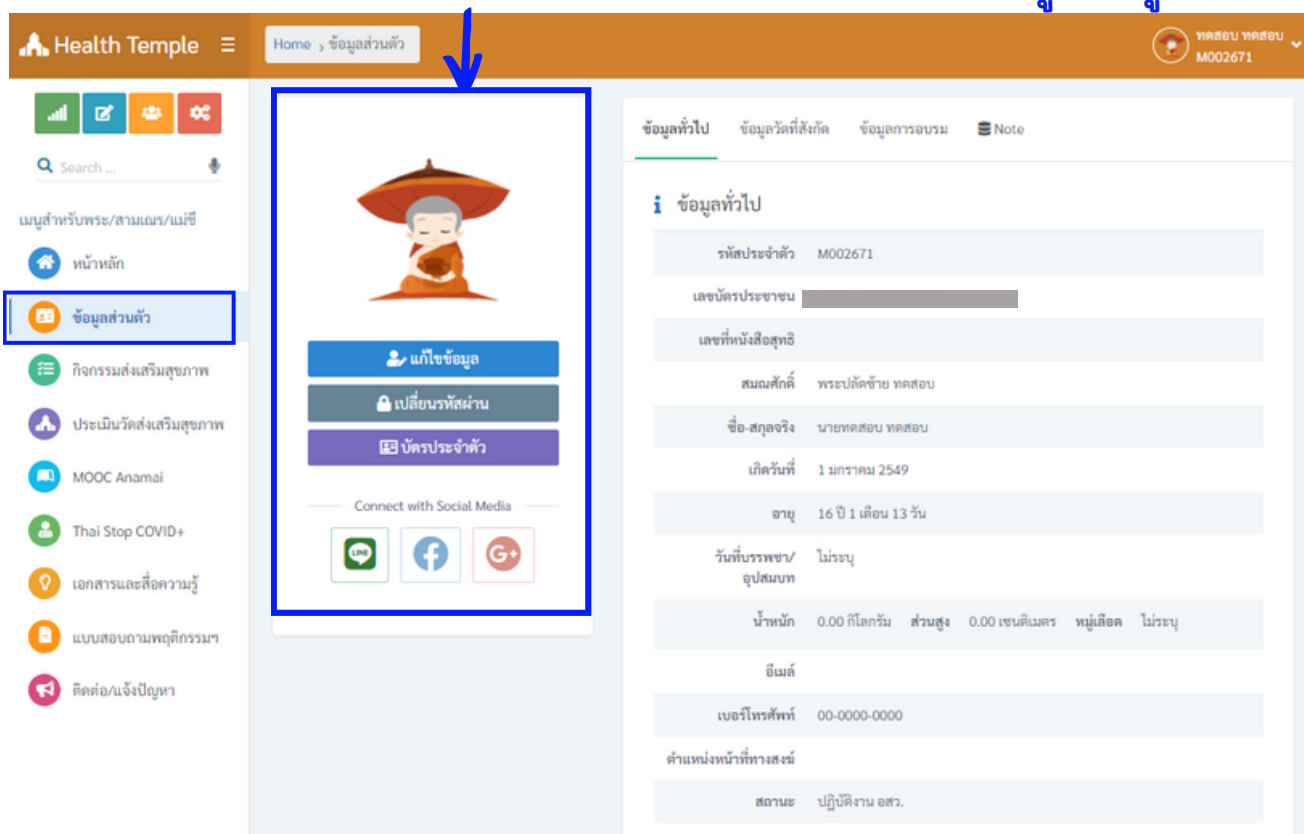 Health Temple
Home > ข้อมูลส่วนตัว
ทดสอบ ทดสอบ
M002671
Search ...
เมนูสำหรับพระ/สามเณร/แม่ชี
หน้าหลัก
ข้อมูลส่วนตัว
กิจกรรมส่งเสริมสุขภาพ
ประเมินวัดส่งเสริมสุขภาพ
MOOC Anamai
Thai Stop COVID+
เอกสารและสื่อความรู้
แบบสอบถามพฤติกรรมฯ
ติดต่อ/แจ้งปัญหา
แก้ไขข้อมูล
เปลี่ยนรหัสผ่าน
บัตรประจำตัว
Connect with Social Media
LINE
G+
ข้อมูลทั่วไป ข้อมูลวัดที่สังกัด ข้อมูลการอบรม Note
ข้อมูลทั่วไป
รหัสประจำตัว M002671
เลขบัตรประชาชน
เลขที่หนังสือสุทธิ
สมณศักดิ์ พระปลัดซ้าย ทดสอบ
ชื่อ-สกุลจริง นายทดสอบ ทดสอบ
เกิดวันที่ 1 มกราคม 2549
อายุ 16 ปี 1 เดือน 13 วัน
วันที่บรรพชา/ ไม่ระบุ
อุปสมบท
น้ำหนัก 0.00 กิโลกรัม ส่วนสูง 0.00 เซนติเมตร หมู่เลือด ไม่ระบุ
อีเมล์
เบอร์โทรศัพท์ 00-0000-0000
ตำแหน่งหน้าที่ทางสงฆ์
สถานะ ปฏิบัติงาน อสว.